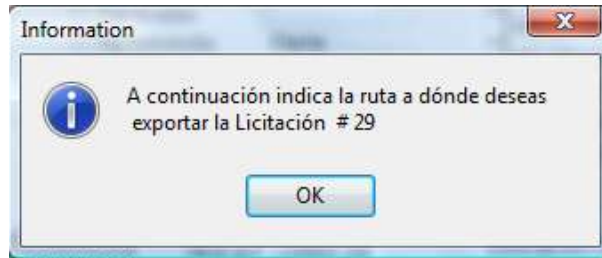 Information
A continuación indica la ruta a dónde deseas
exportar la Licitación # 29
OK